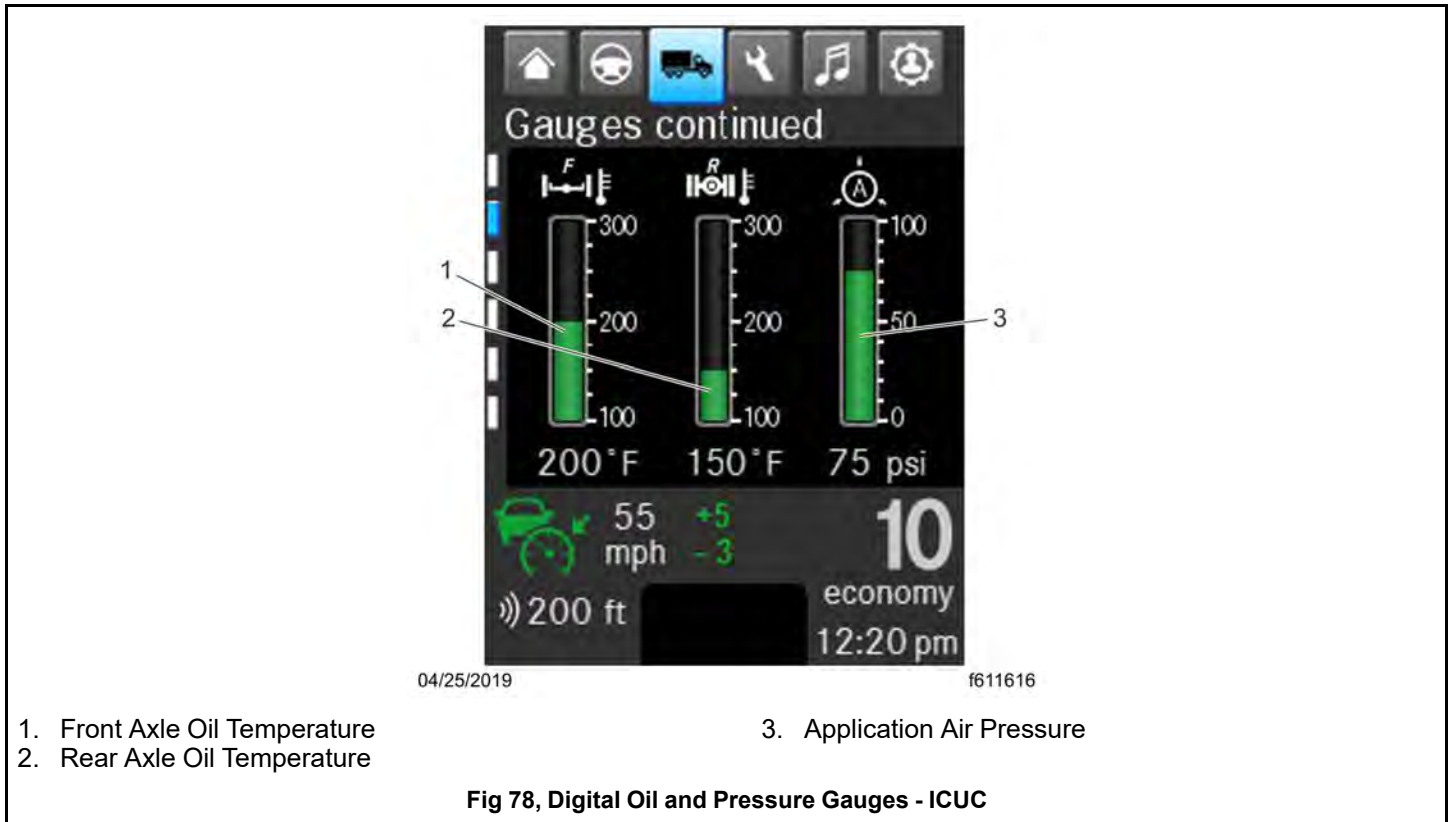 Gauges continued
F R A
300 300 100
1
2 200 200 50 3
100 100 0
200°F 150°F 75 psi
55 +5 10
mph - 3
economy
200 ft
12:20 pm
04/25/2019 f611616
1. Front Axle Oil Temperature 3. Application Air Pressure
2. Rear Axle Oil Temperature
Fig 78, Digital Oil and Pressure Gauges - ICUC